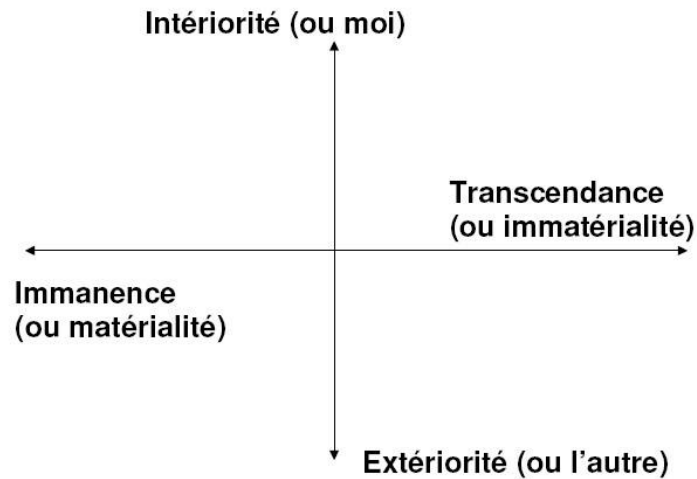 Intériorité (ou moi)
Transcendance
(ou immatérialité)
Immanence
(ou matérialité)
Extériorité (ou l'autre)